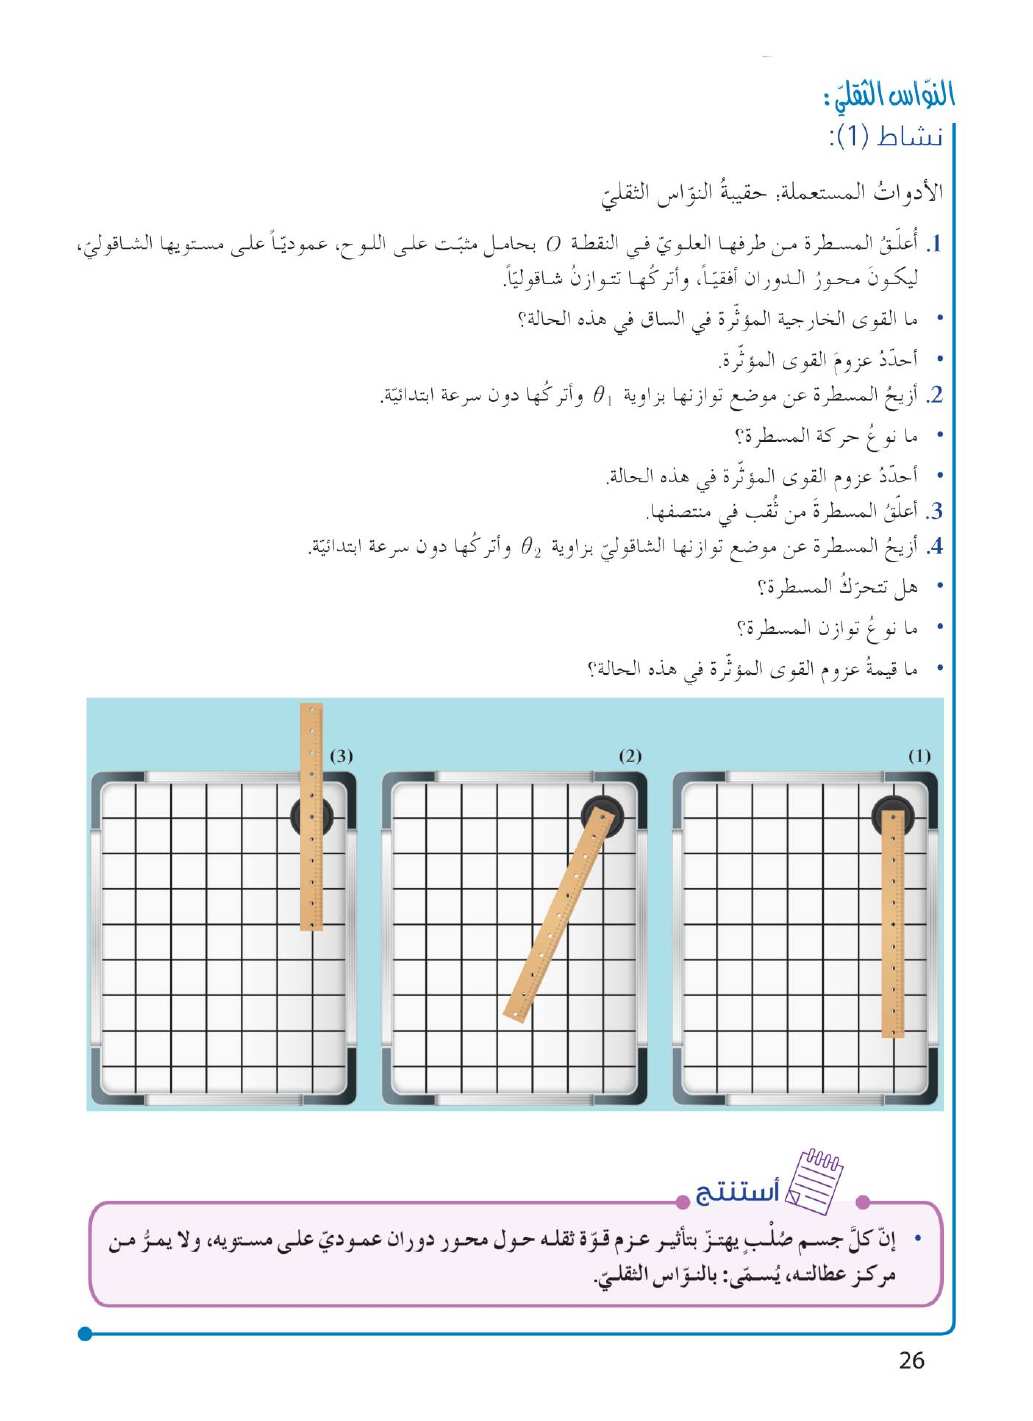 النوّاس الثقليّ:
نشاط (1):
الأدواتُ المستعملة: حقيبةُ النوّاس الثقليّ
1. أُعلّقُ المسطرة من طرفها العلويّ في النقطة O بحامل مثبّت على اللوح، عموديّاً على مستويها الشاقوليّ،
ليكونَ محورُ الدوران أفقيّاً، وأتركُها تتوازنُ شاقوليّاً.
• ما القوى الخارجية المؤثّرة في الساق في هذه الحالة؟
• أحدّدُ عزومَ القوى المؤثّرة.
2. أزيحُ المسطرة عن موضع توازنها بزاوية θ₁ وأتركُها دون سرعة ابتدائيّة.
• ما نوعُ حركة المسطرة؟
• أحدّدُ عزوم القوى المؤثّرة في هذه الحالة.
3. أعلّقُ المسطرةَ من ثُقب في منتصفها.
4. أزيحُ المسطرة عن موضع توازنها الشاقوليّ بزاوية θ₂ وأتركُها دون سرعة ابتدائيّة.
• هل تتحرّكُ المسطرة؟
• ما نوعُ توازن المسطرة؟
• ما قيمةُ عزوم القوى المؤثّرة في هذه الحالة؟
(1)
(2)
(3)
أستنتج
• إنّ كلَّ جسم صُلْبٍ يهتزّ بتأثير عزم قوّة ثقله حول محور دوران عموديّ على مستويه، ولا يمرُّ من
مركز عطالته، يُسمّى: بالنوّاس الثقليّ.
26